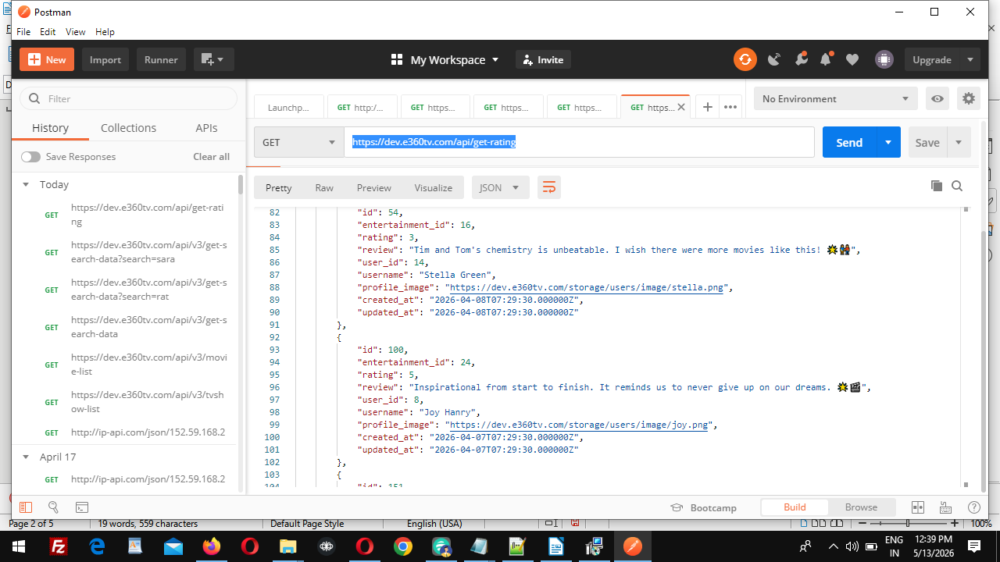 Postman
File Edit View Help
New Import Runner My Workspace Invite Upgrade
Filter
History Collections APIs
Save Responses Clear all
Today
GET https://dev.e360tv.com/api/get-rati
ng
GET https://dev.e360tv.com/api/v3/get-s
earch-data?search=sara
GET https://dev.e360tv.com/api/v3/get-s
earch-data?search=rat
GET https://dev.e360tv.com/api/v3/get-s
earch-data
GET https://dev.e360tv.com/api/v3/movi
e-list
GET https://dev.e360tv.com/api/v3/tvsh
ow-list
GET http://ip-api.com/json/152.59.168.2
April 17
GET http://ip-api.com/json/152.59.168.2
Launchp... GET http:/... GET https... GET https... GET https... GET https... No Environment
GET https://dev.e360tv.com/api/get-rating Send Save
Pretty Raw Preview Visualize JSON
82 "id": 54,
83 "entertainment_id": 16,
84 "rating": 3,
85 "review": "Tim and Tom's chemistry is unbeatable. I wish there were more movies like this! 💥👫",
86 "user_id": 14,
87 "username": "Stella Green",
88 "profile_image": "https://dev.e360tv.com/storage/users/image/stella.png",
89 "created_at": "2026-04-08T07:29:30.000000Z",
90 "updated_at": "2026-04-08T07:29:30.000000Z"
91 },
92 {
93 "id": 100,
94 "entertainment_id": 24,
95 "rating": 5,
96 "review": "Inspirational from start to finish. It reminds us to never give up on our dreams. 💥🎬",
97 "user_id": 8,
98 "username": "Joy Hanry",
99 "profile_image": "https://dev.e360tv.com/storage/users/image/joy.png",
100 "created_at": "2026-04-07T07:29:30.000000Z",
101 "updated_at": "2026-04-07T07:29:30.000000Z"
102 },
103 {
104 "id": 151
Bootcamp Build Browse
Page 2 of 5 19 words, 559 characters Default Page Style English (USA) 100%
ENG
IN
12:39 PM
5/13/2026